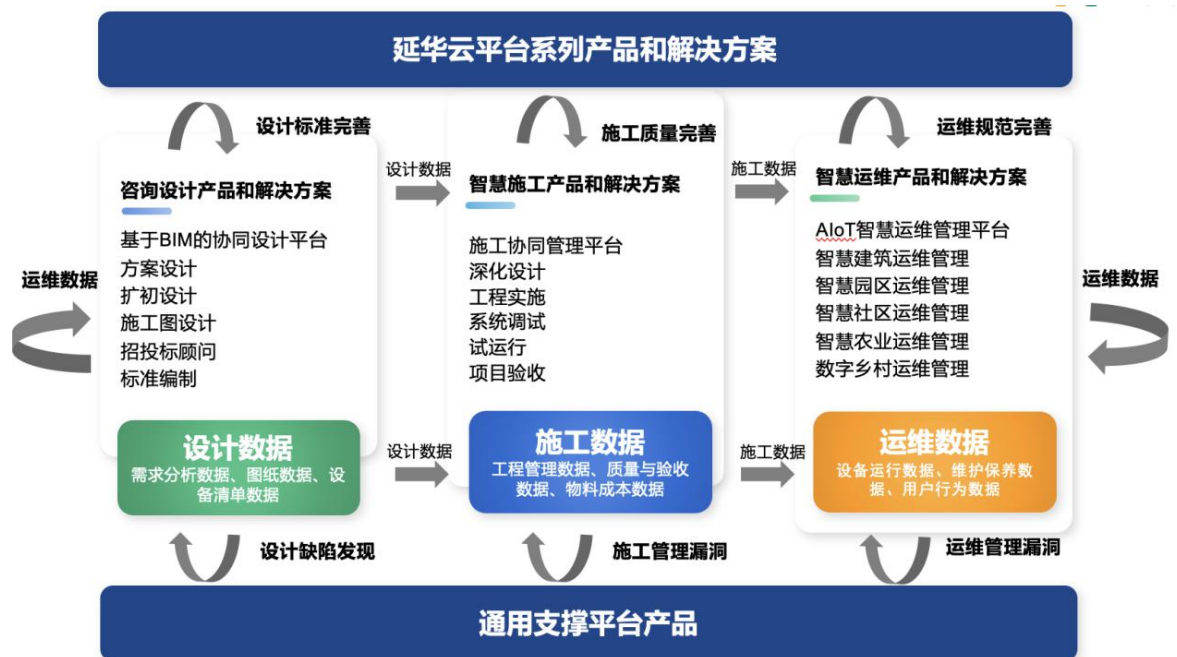 延华云平台系列产品和解决方案
设计标准完善
咨询设计产品和解决方案
基于BIM的协同设计平台
方案设计
扩初设计
施工图设计
招投标顾问
标准编制
设计数据
需求分析数据、图纸数据、设
备清单数据
设计缺陷发现
运维数据
设计数据
设计数据
施工质量完善
智慧施工产品和解决方案
施工协同管理平台
深化设计
工程实施
系统调试
试运行
项目验收
施工数据
工程管理数据、质量与验收
数据、物料成本数据
施工管理漏洞
施工数据
施工数据
运维规范完善
智慧运维产品和解决方案
AIoT智慧运维管理平台
智慧建筑运维管理
智慧园区运维管理
智慧社区运维管理
智慧农业运维管理
数字乡村运维管理
运维数据
设备运行数据、维护保养数
据、用户行为数据
运维管理漏洞
运维数据
通用支撑平台产品